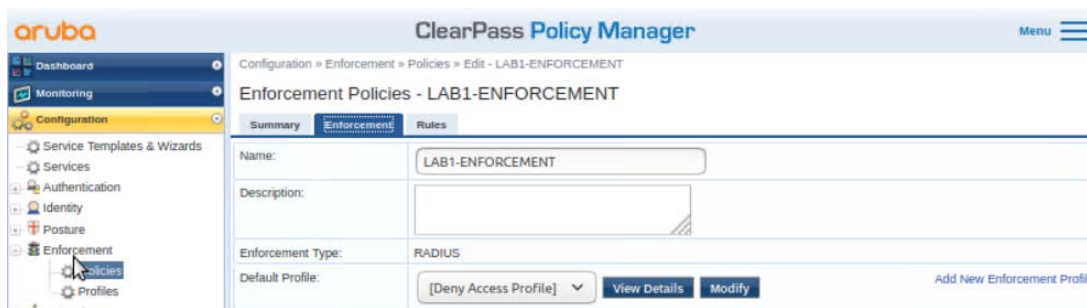 aruba
ClearPass Policy Manager
Menu
Dashboard
Monitoring
Configuration
Service Templates & Wizards
Services
Authentication
Identity
Posture
Enforcement
Policies
Profiles
Configuration » Enforcement » Policies » Edit - LAB1-ENFORCEMENT
Enforcement Policies - LAB1-ENFORCEMENT
Summary Enforcement Rules
Name: LAB1-ENFORCEMENT
Description:
Enforcement Type: RADIUS
Default Profile: [Deny Access Profile] View Details Modify Add New Enforcement Profi